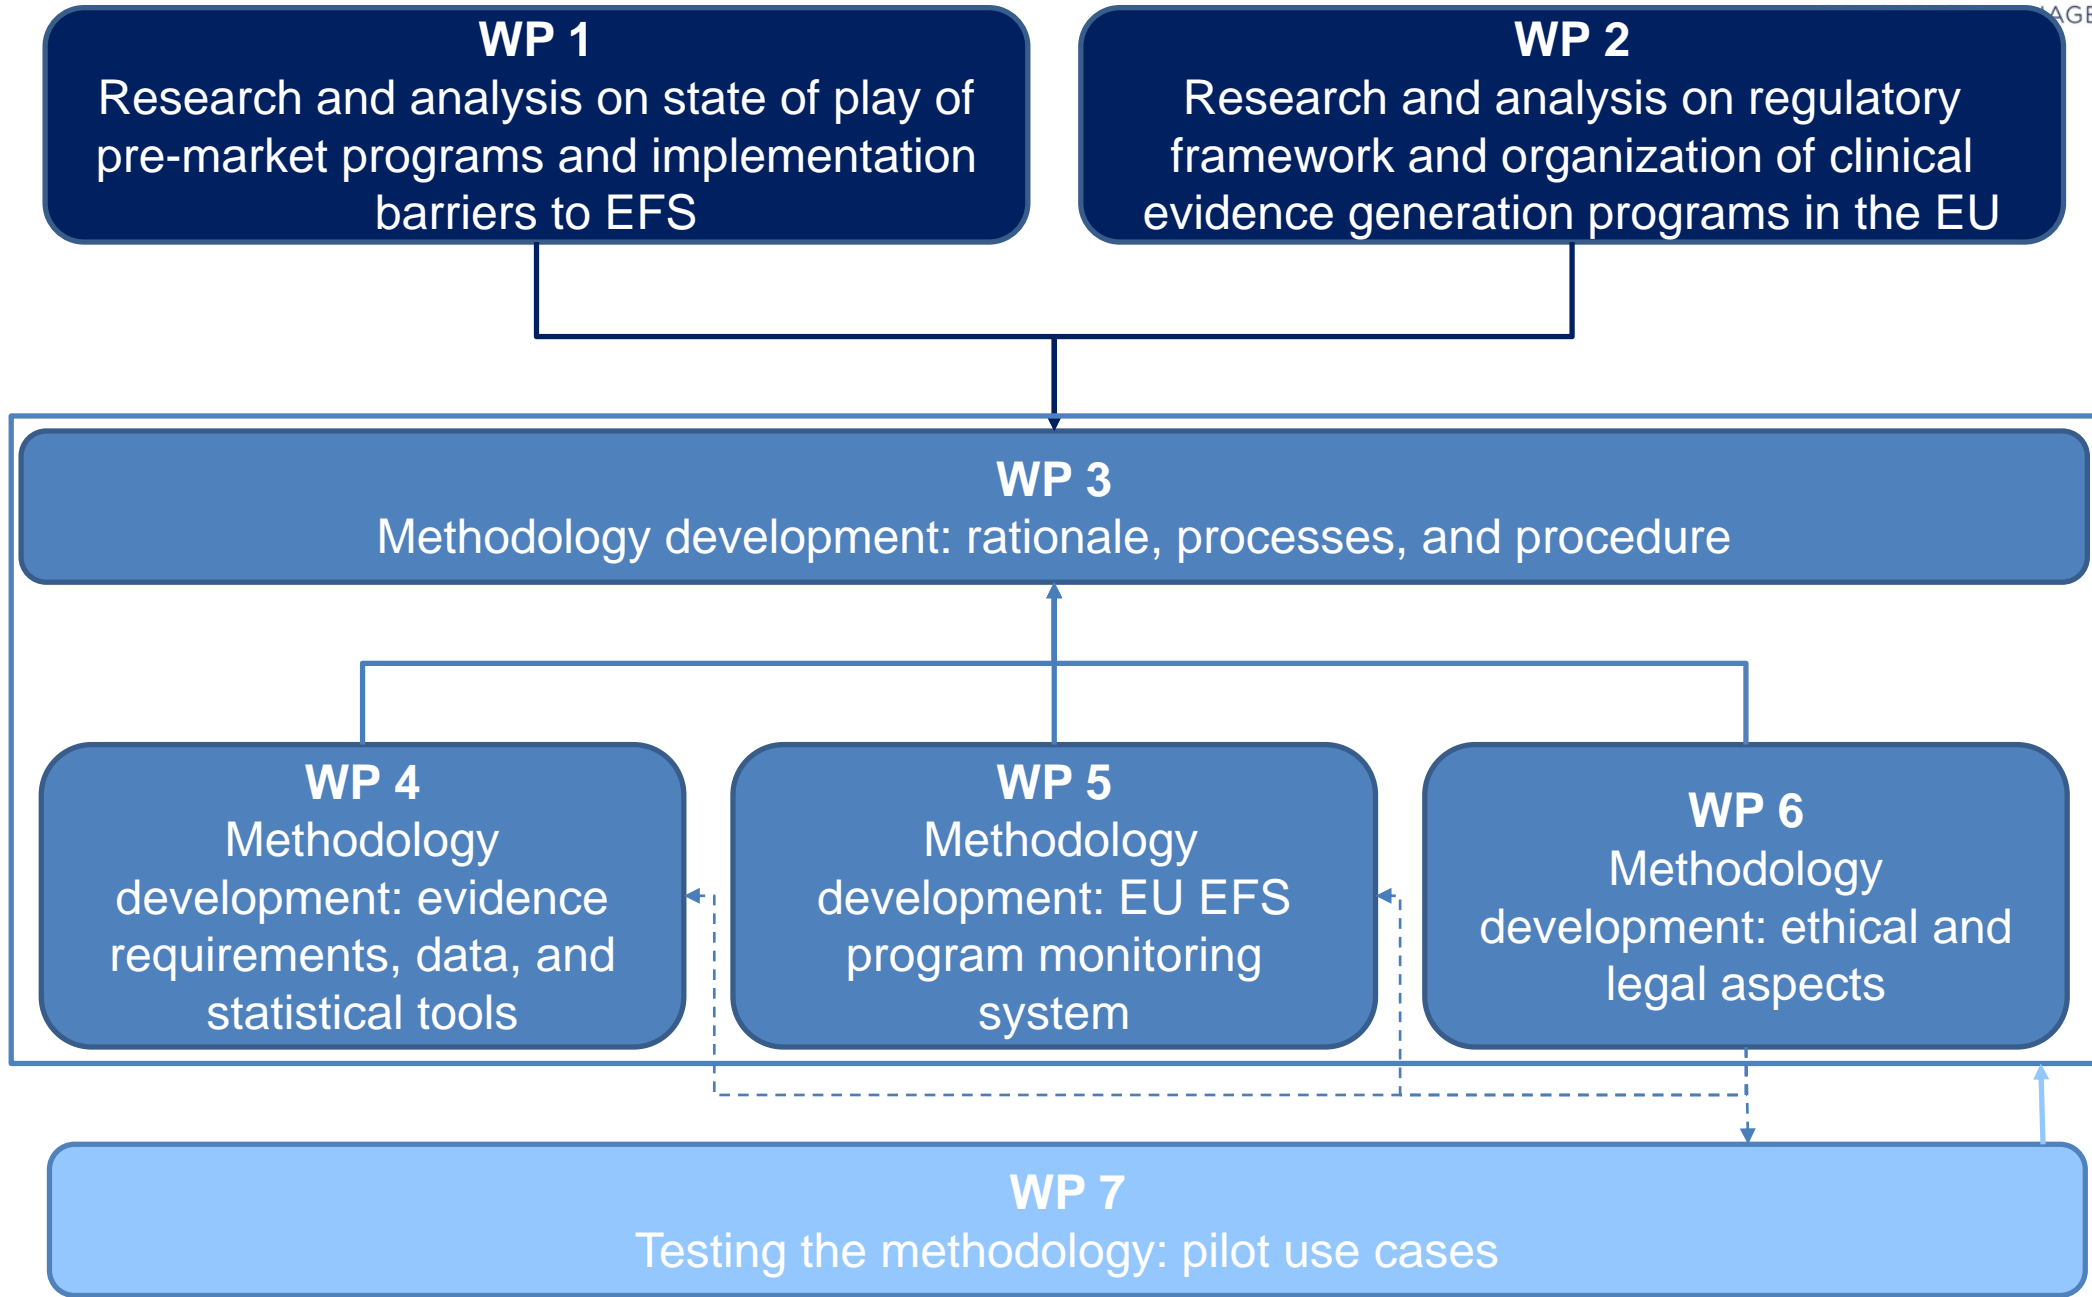 WP 1
Research and analysis on state of play of
pre-market programs and implementation
barriers to EFS
WP 2
Research and analysis on regulatory
framework and organization of clinical
evidence generation programs in the EU
WP 3
Methodology development: rationale, processes, and procedure
WP 4
Methodology
development: evidence
requirements, data, and
statistical tools
WP 5
Methodology
development: EU EFS
program monitoring
system
WP 6
Methodology
development: ethical and
legal aspects
WP 7
Testing the methodology: pilot use cases